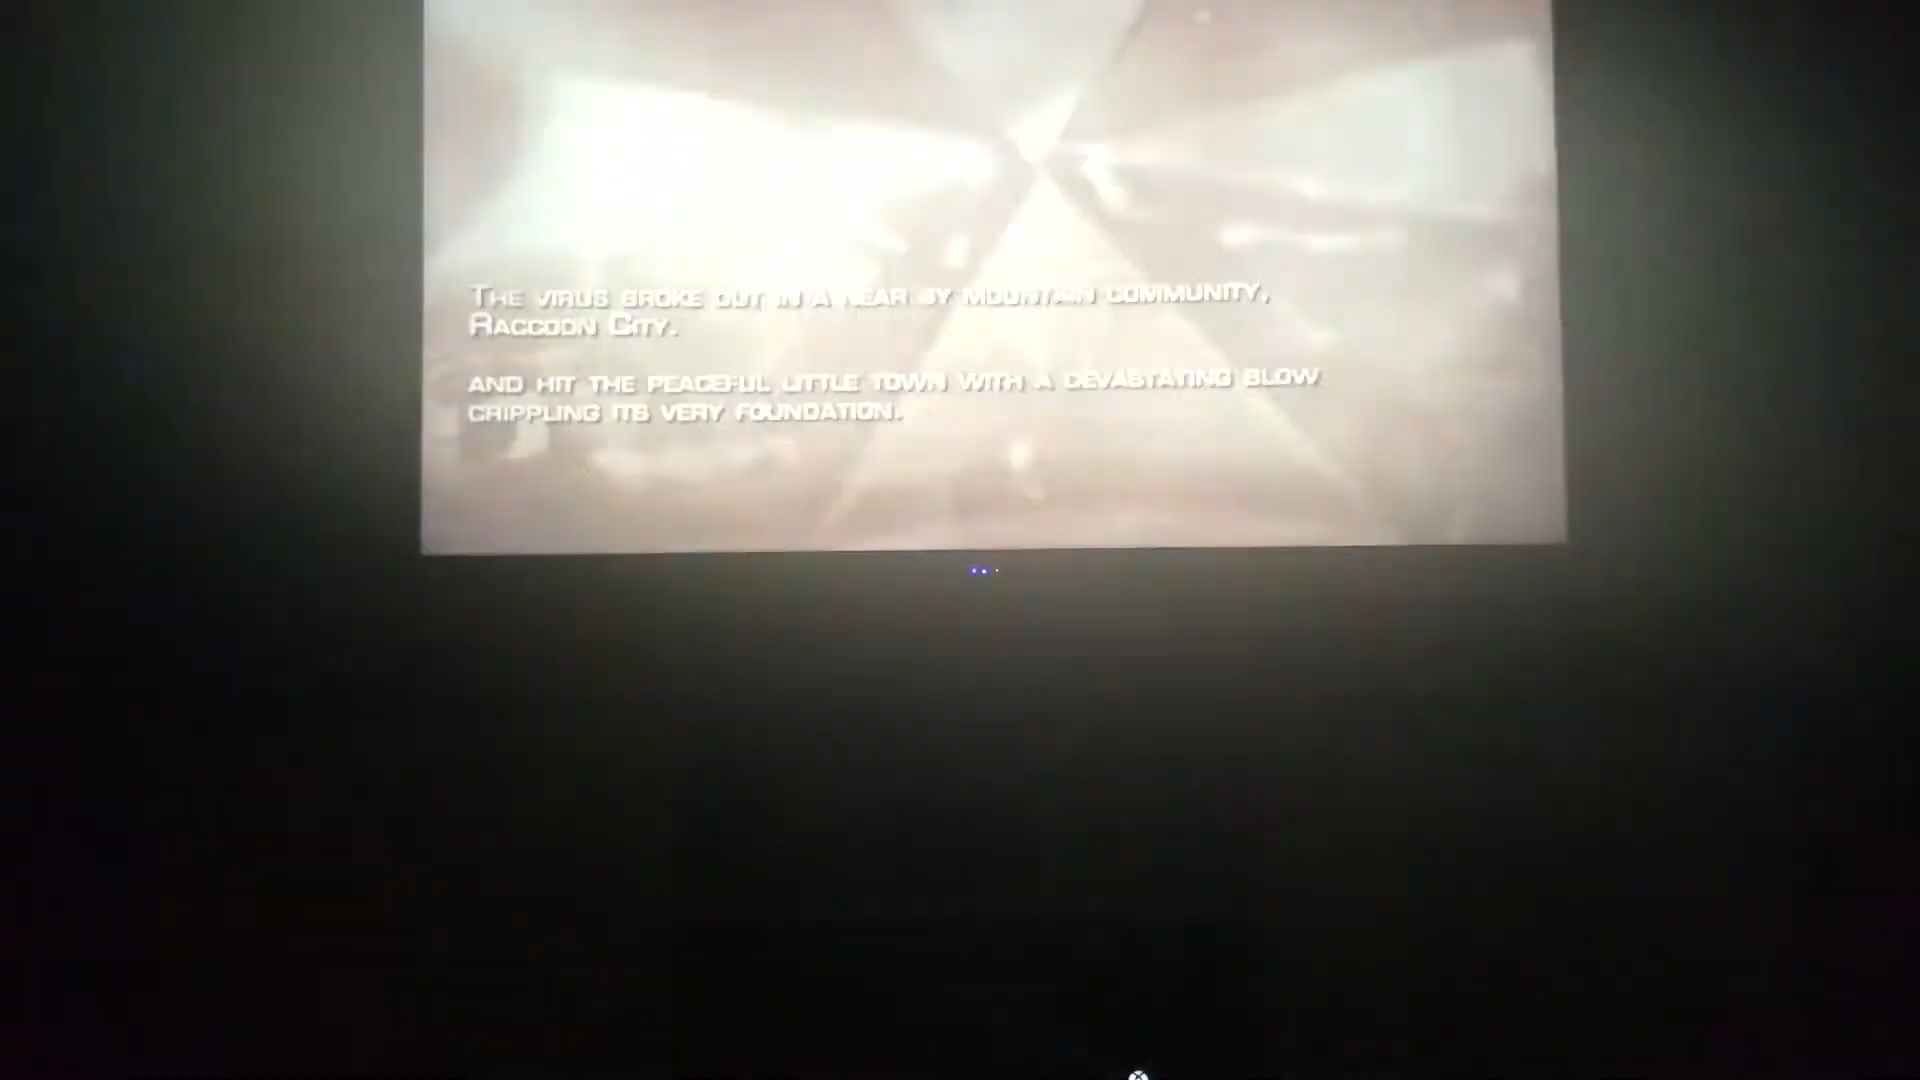 The virus broke out in a near by mountain community,
Raccoon City.
and hit the peaceful little town with a devastating blow
crippling its very foundation.